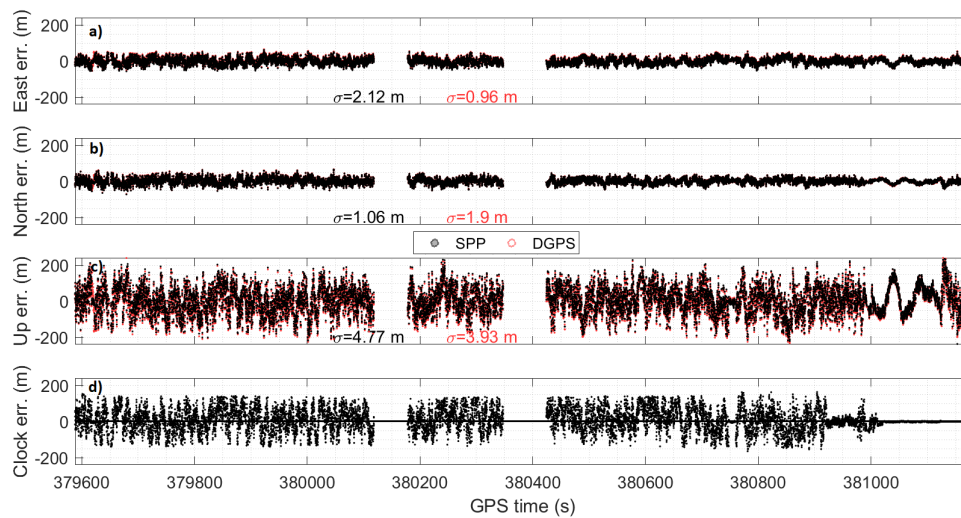 a)
East err. (m)
200
0
-200
σ=2.12 m σ=0.96 m
b)
North err. (m)
200
0
-200
σ=1.06 m σ=1.9 m
SPP DGPS
c)
Up err. (m)
200
0
-200
σ=4.77 m σ=3.93 m
d)
Clock err. (m)
200
0
-200
379600 379800 380000 380200 380400 380600 380800 381000
GPS time (s)